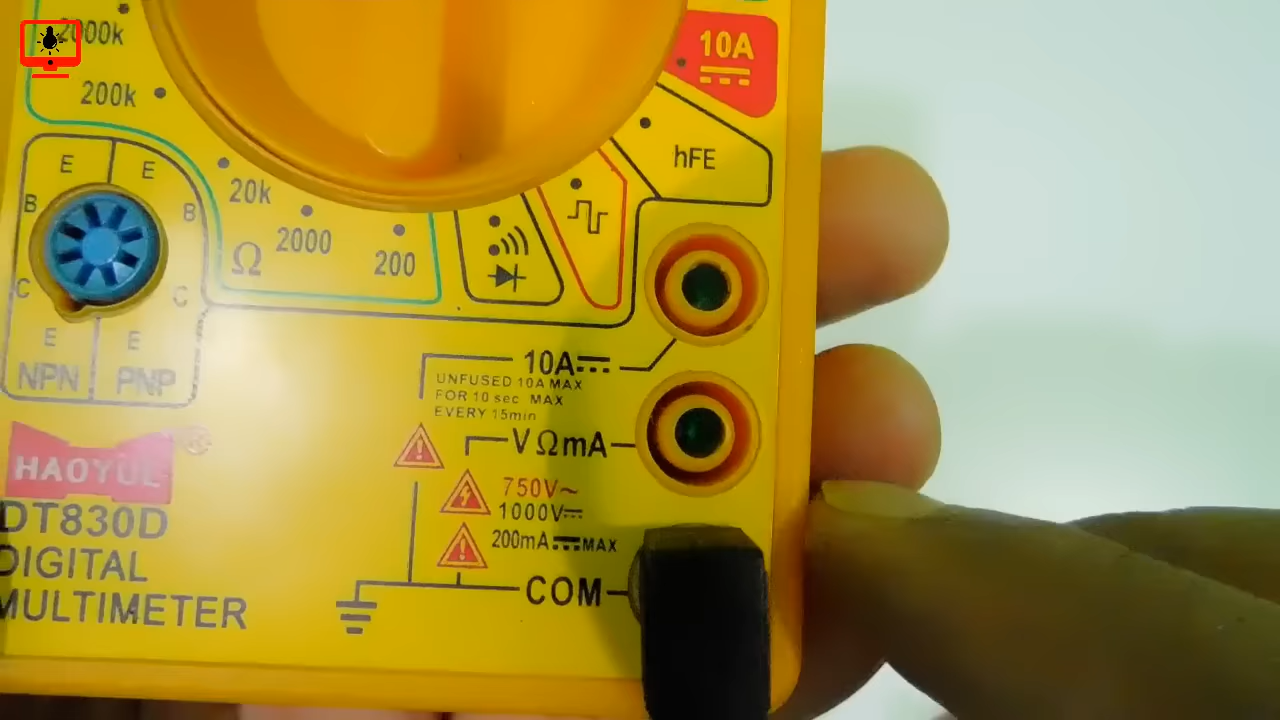 2000k
10A
200k
hFE
E E
B B
20k
2000
200
Ω
C C
E E
NPN PNP
10A
UNFUSED 10A MAX
FOR 10 sec MAX
EVERY 15min
VΩmA
HAOYUE
750V~
1000V
DT830D
200mA MAX
DIGITAL
COM
MULTIMETER